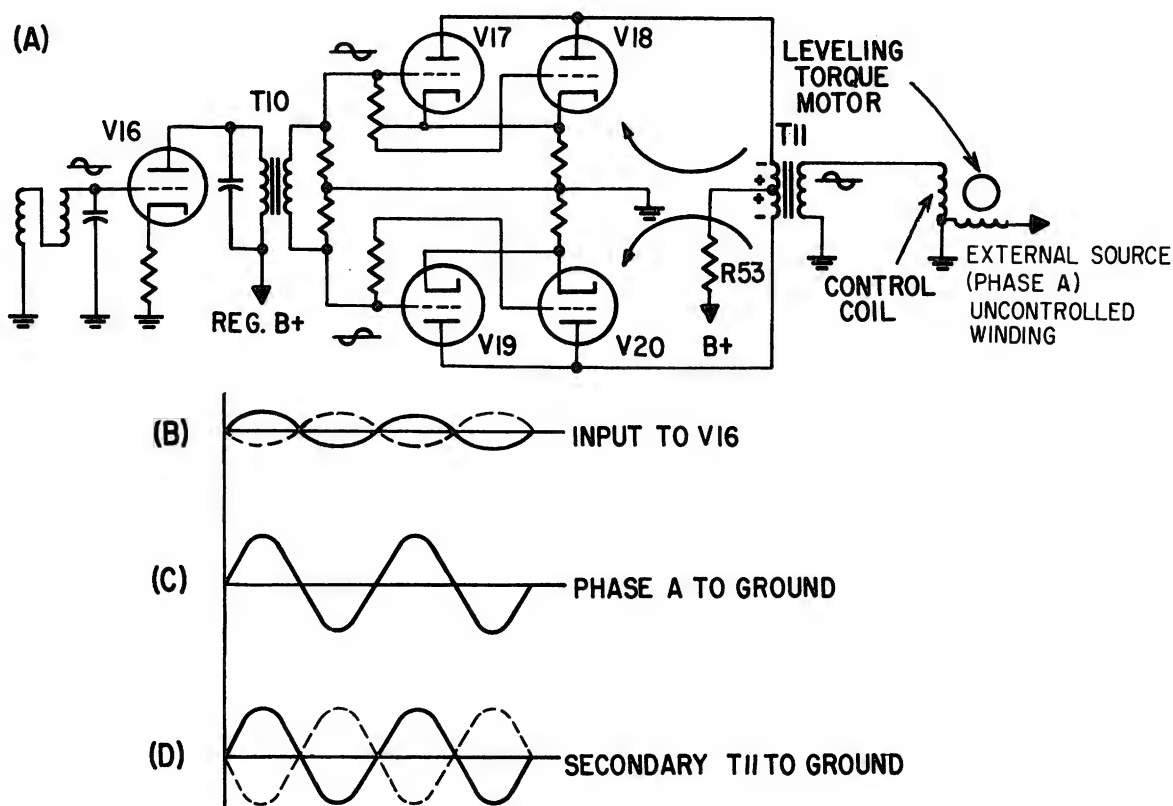 (A)
V17
V18
LEVELING
TORQUE
MOTOR
T10
V16
T11
- + + -
REG. B+
V19
V20
R53
B+
CONTROL
COIL
EXTERNAL SOURCE
(PHASE A)
UNCONTROLLED
WINDING
(B)
INPUT TO V16
(C)
PHASE A TO GROUND
(D)
SECONDARY T11 TO GROUND